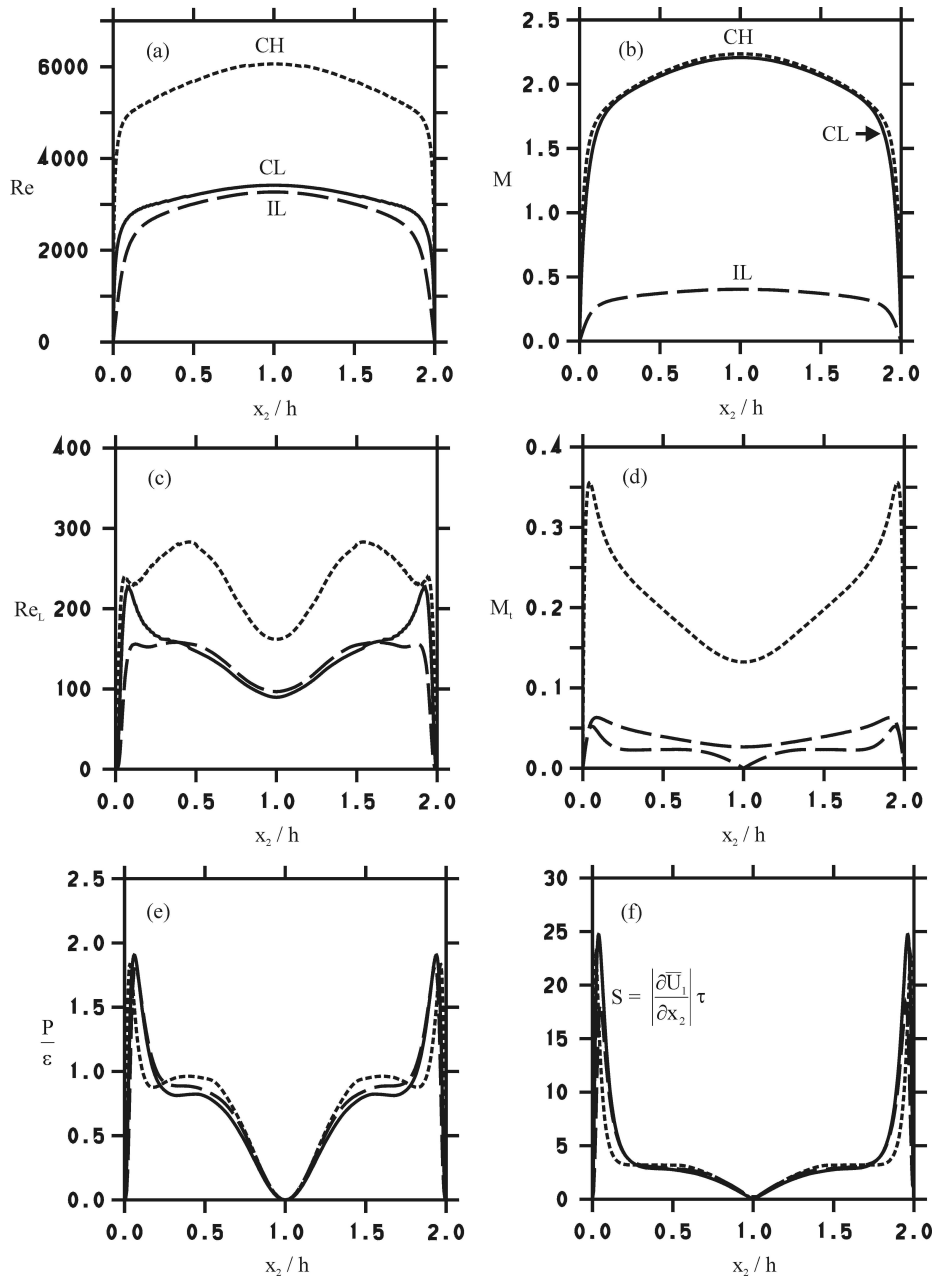 (a)
CH
CL
IL
Re
6000
4000
2000
0
0.0 0.5 1.0 1.5 2.0
x₂ / h
(b)
CH
CL
IL
M
2.5
2.0
1.5
1.0
0.5
0.0
0.0 0.5 1.0 1.5 2.0
x₂ / h
(c)
Re_L
400
300
200
100
0
0.0 0.5 1.0 1.5 2.0
x₂ / h
(d)
M_t
0.4
0.3
0.2
0.1
0.0
0.0 0.5 1.0 1.5 2.0
x₂ / h
(e)
P
ε
2.5
2.0
1.5
1.0
0.5
0.0
0.0 0.5 1.0 1.5 2.0
x₂ / h
(f)
S = |∂U̅₁/∂x₂| τ
30
25
20
15
10
5
0
0.0 0.5 1.0 1.5 2.0
x₂ / h